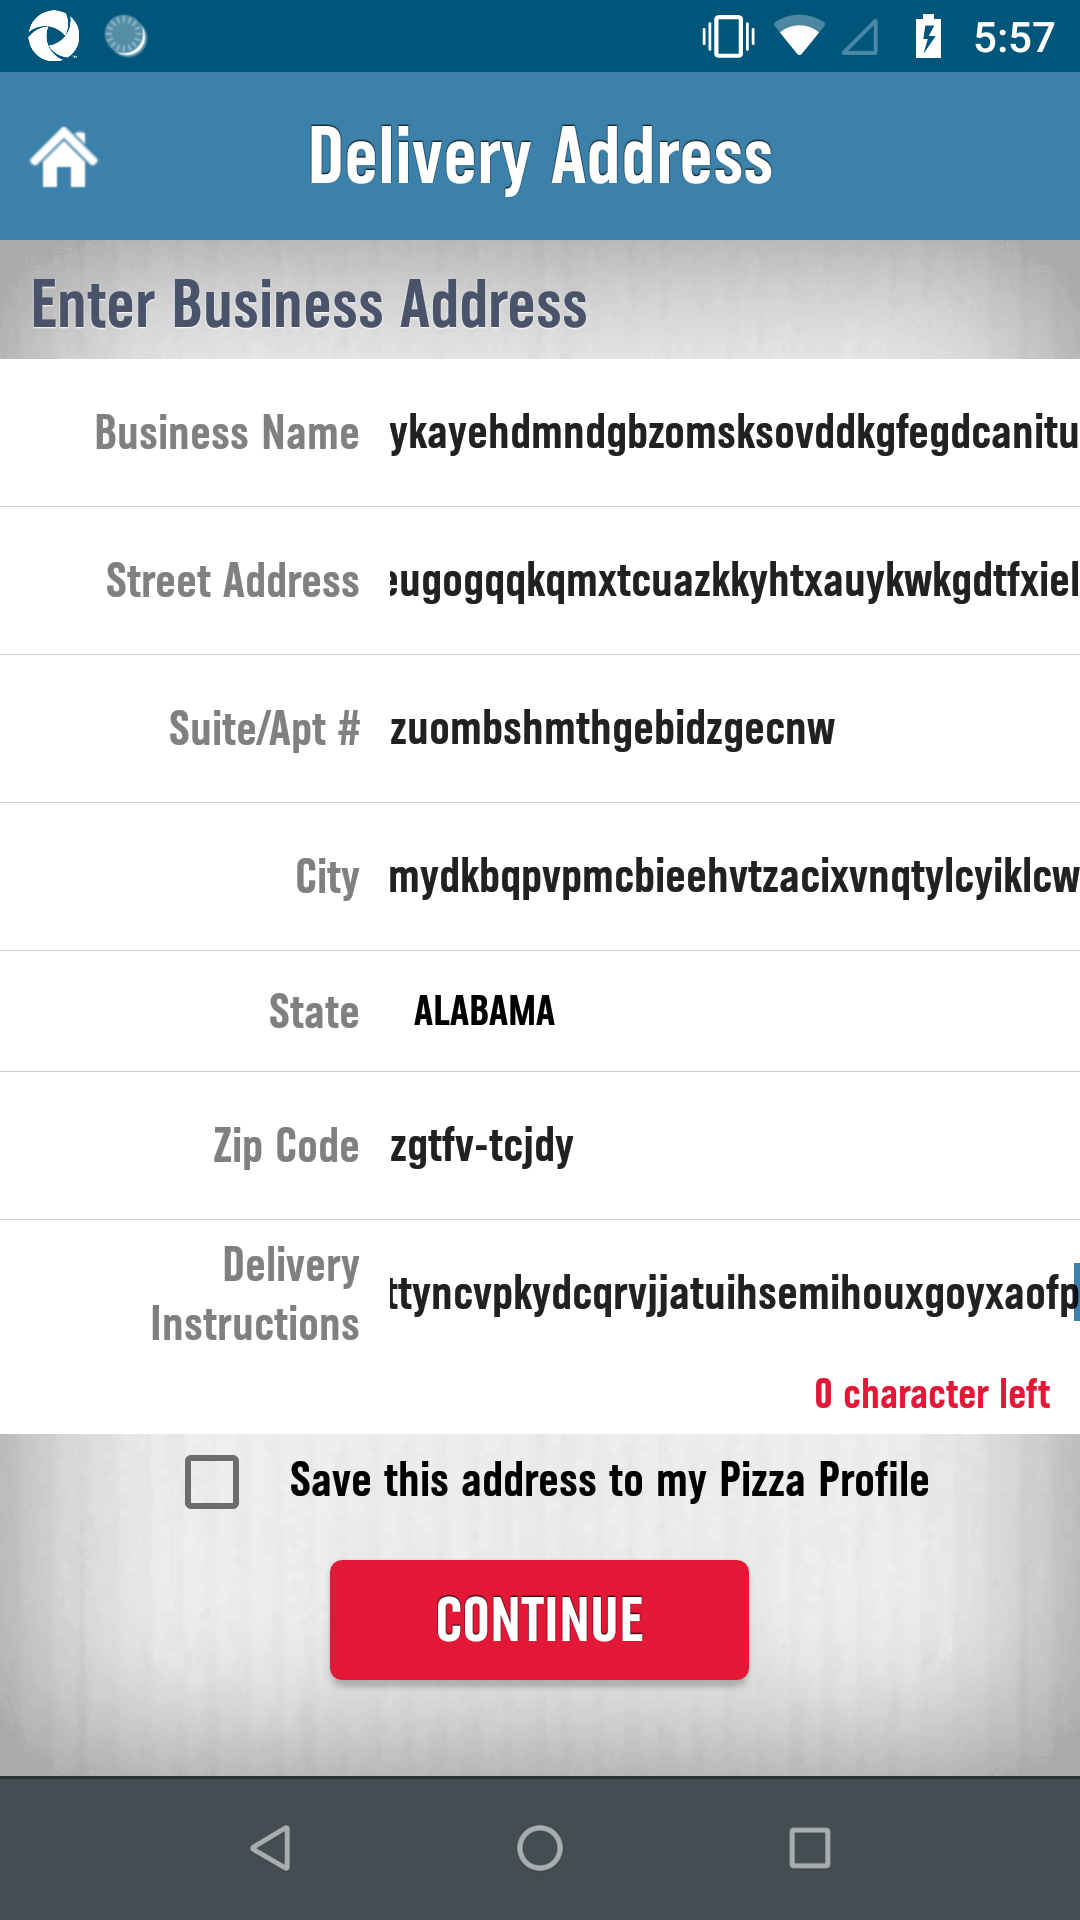 5:57
Delivery Address
Enter Business Address
Business Name ykayehdmndgbzomsksovddkgfegdcanitu
Street Address eugogqqkqmxtcuazkkyhtxauykwkgdtfxiel
Suite/Apt # zuombshmthgebidzgecnw
City mydkbqpvpmcbieehvtzacixvnqtylcyiklcw
State ALABAMA
Zip Code zgtfv-tcjdy
Delivery
Instructions ttyncvpkydcqrvjjatuihsemihouxgoyxaofp
0 character left
Save this address to my Pizza Profile
CONTINUE